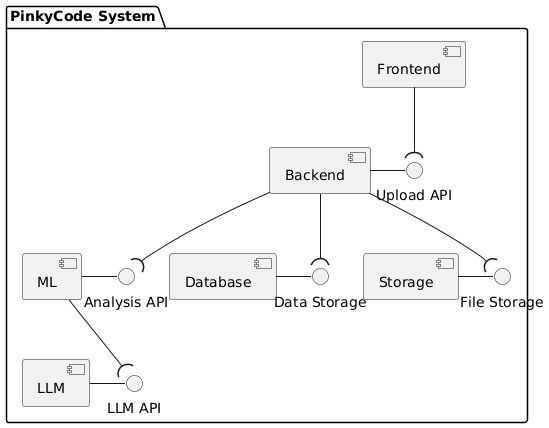 PinkyCode System
Frontend
Backend
Upload API
ML
Analysis API
Database
Data Storage
Storage
File Storage
LLM
LLM API